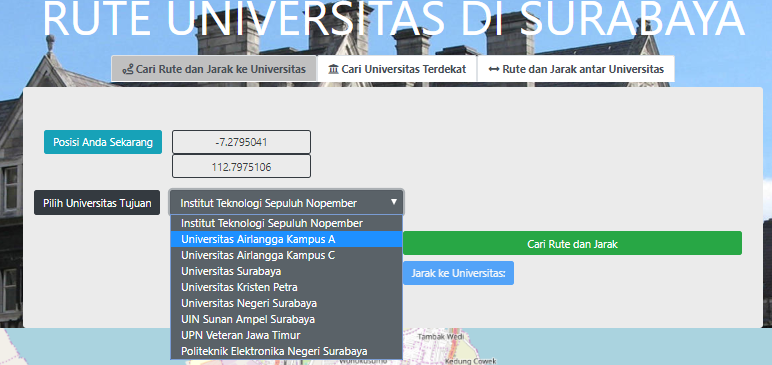 RUTE UNIVERSITAS DI SURABAYA
Cari Rute dan Jarak ke Universitas
Cari Universitas Terdekat
Rute dan Jarak antar Universitas
Posisi Anda Sekarang
-7.2795041
112.7975106
Pilih Universitas Tujuan
Institut Teknologi Sepuluh Nopember
Institut Teknologi Sepuluh Nopember
Universitas Airlangga Kampus A
Universitas Airlangga Kampus C
Universitas Surabaya
Universitas Kristen Petra
Universitas Negeri Surabaya
UIN Sunan Ampel Surabaya
UPN Veteran Jawa Timur
Politeknik Elektronika Negeri Surabaya
Cari Rute dan Jarak
Jarak ke Universitas:
Tambak Wedi
Kedung Cowek